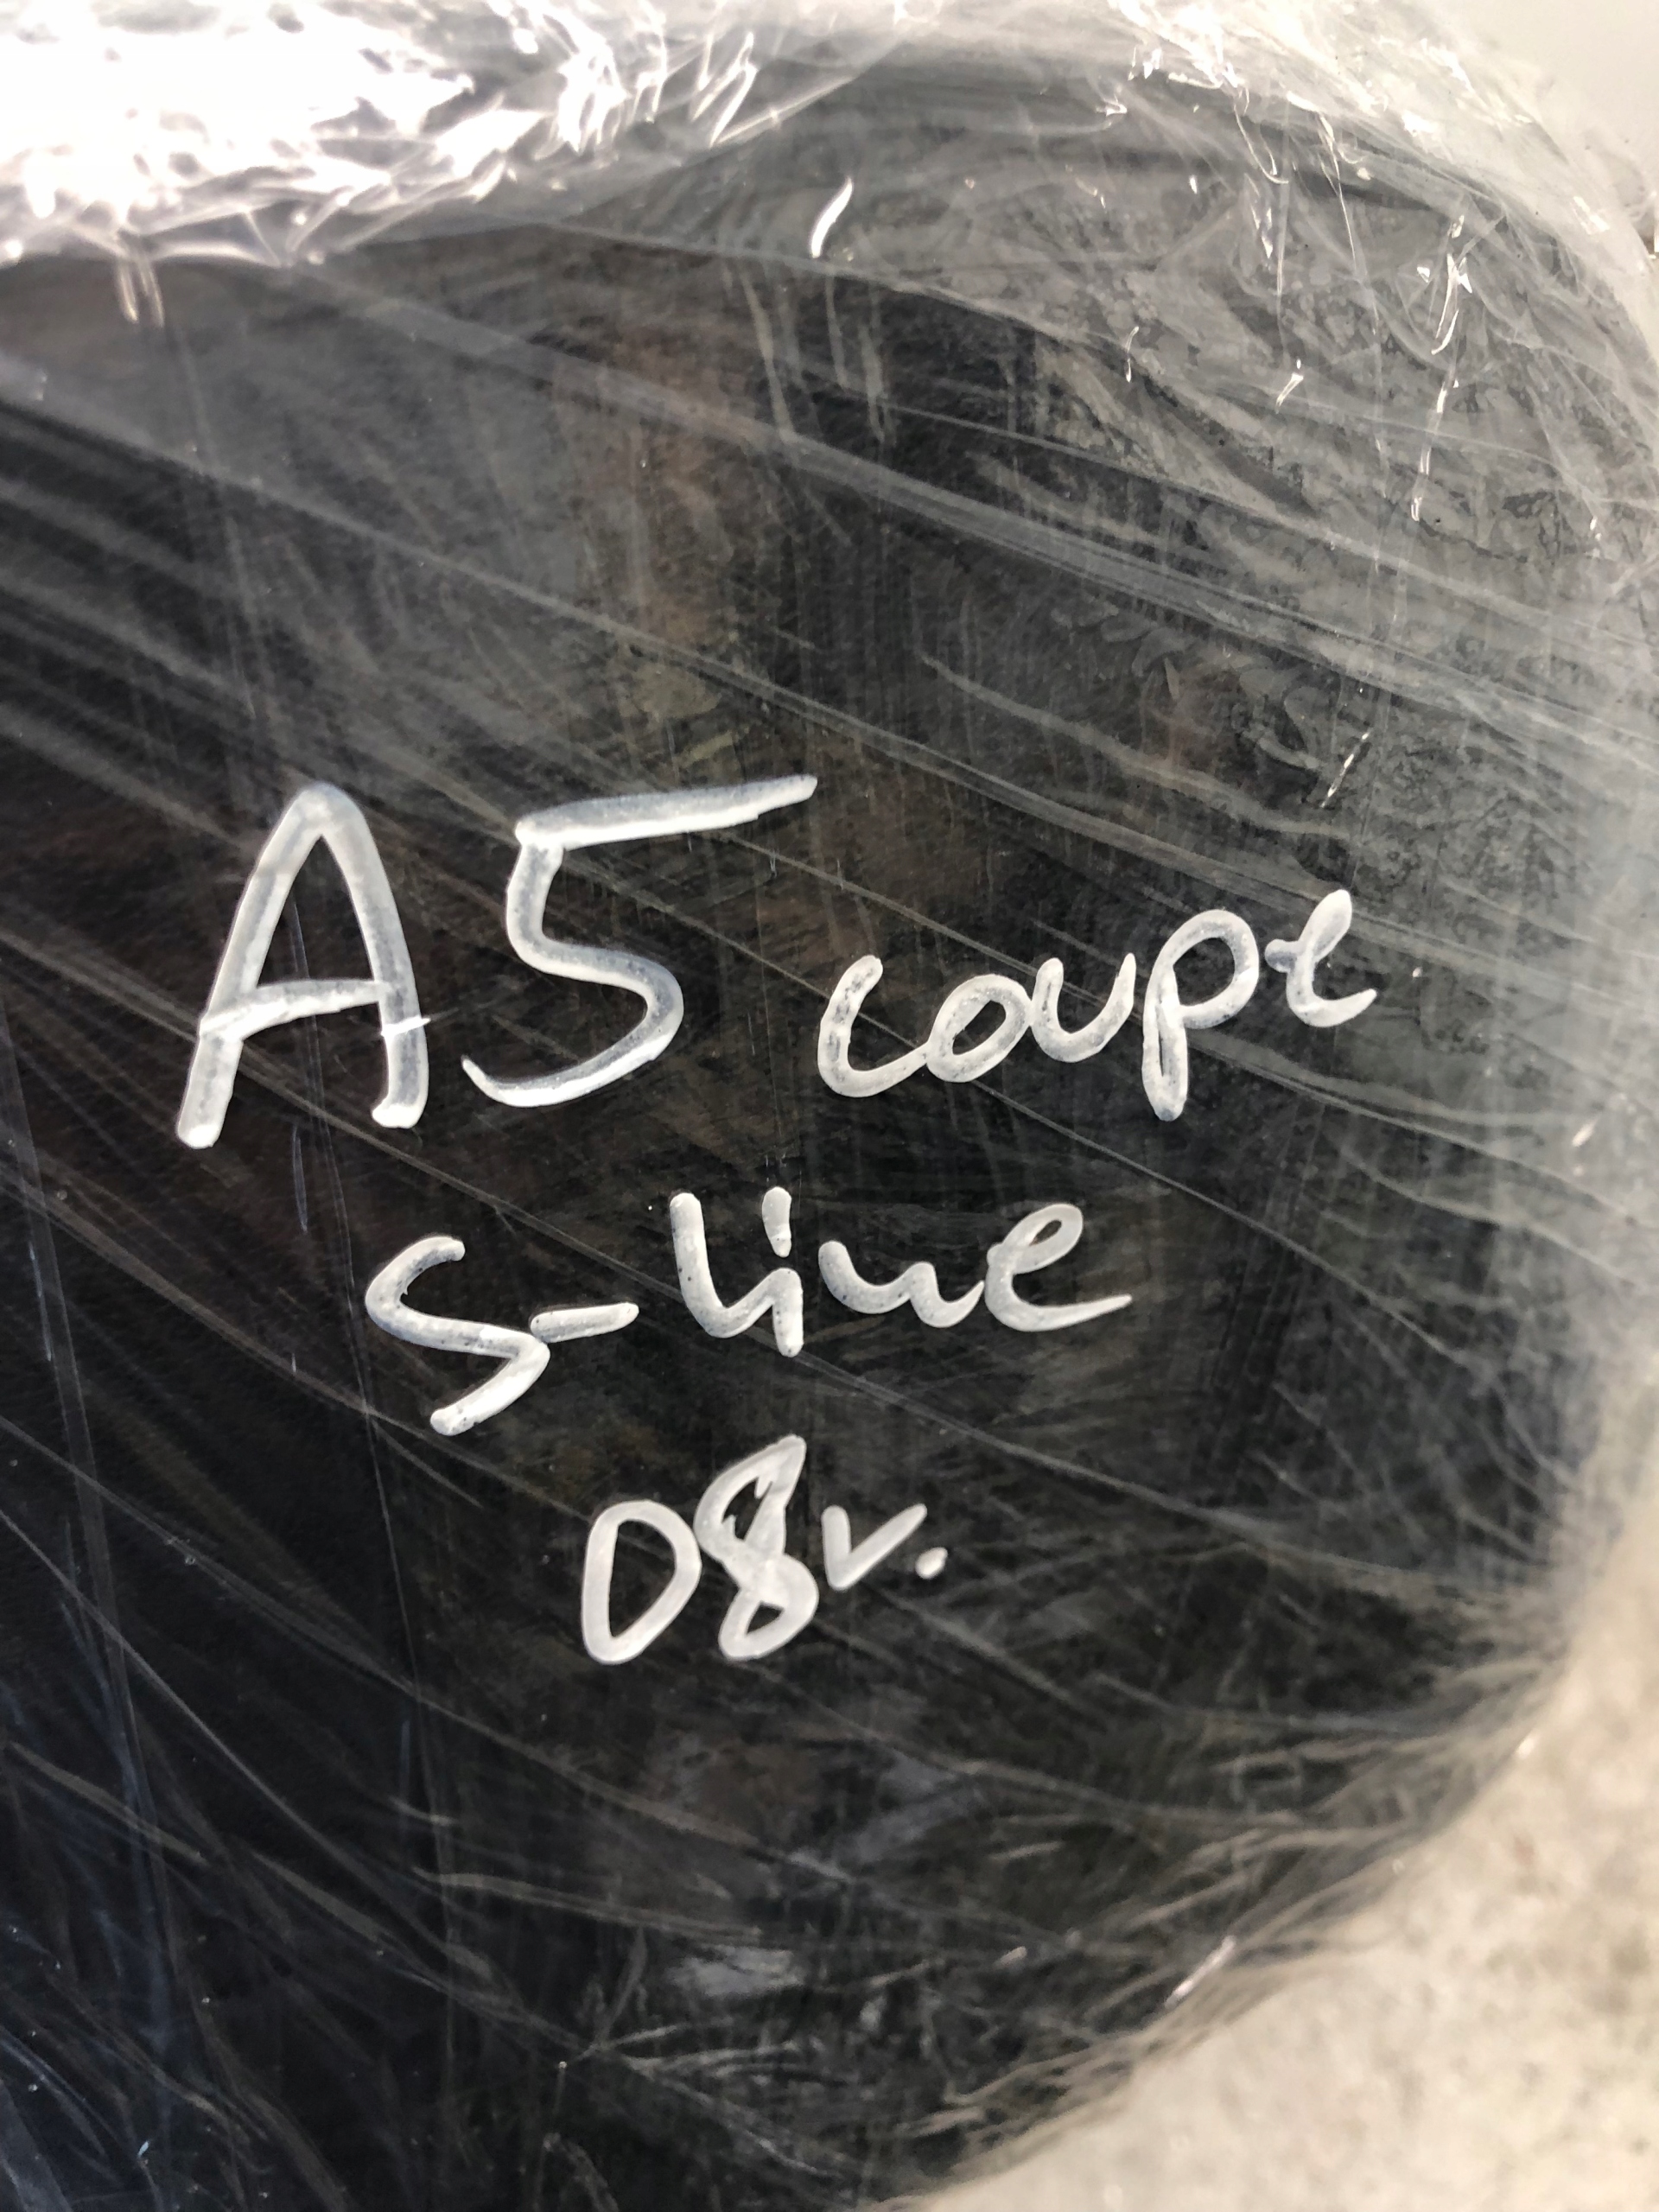 A5 coupe
S-line
08v.